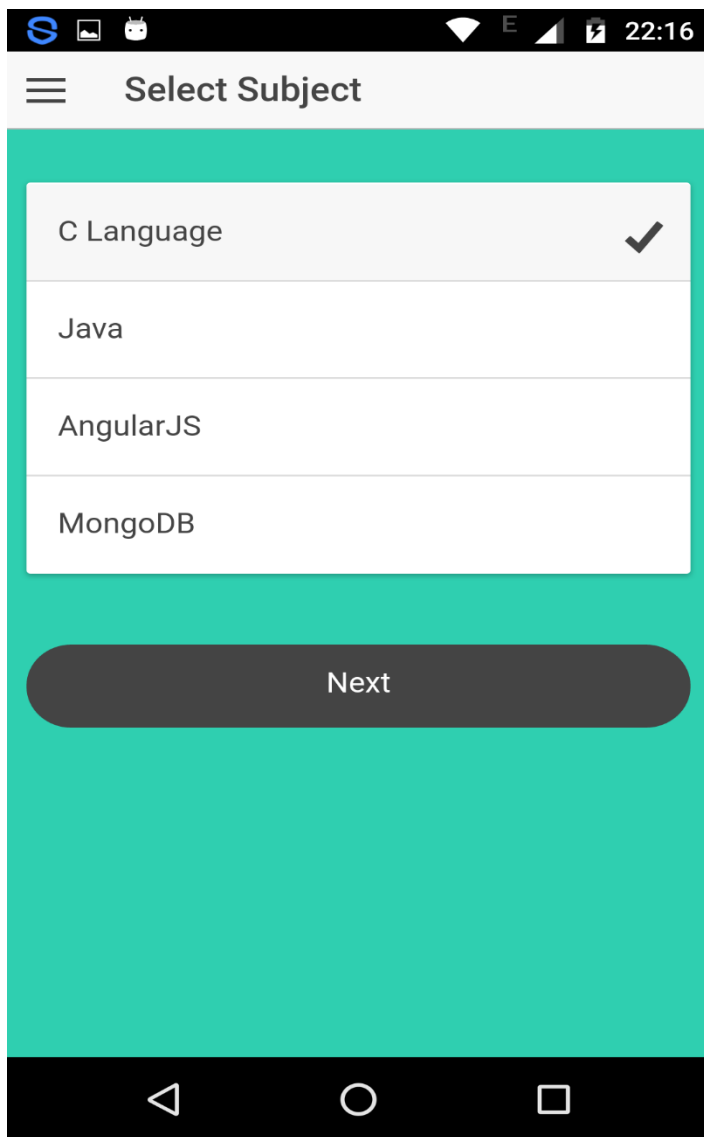 E 22:16
Select Subject
C Language
Java
AngularJS
MongoDB
Next